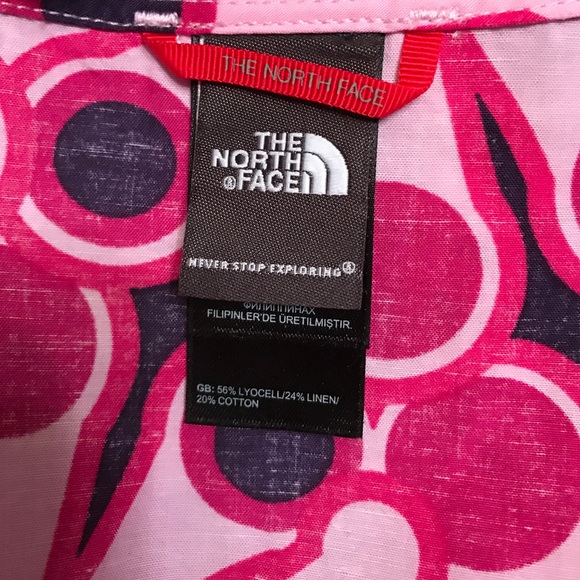 THE NORTH FACE
THE
NORTH
®FACE
NEVER STOP EXPLORING®
ФИЛИППИНАХ
FILIPINLER'DE ÜRETILMIŞTIR.
GB: 56% LYOCELL/24% LINEN/
20% COTTON